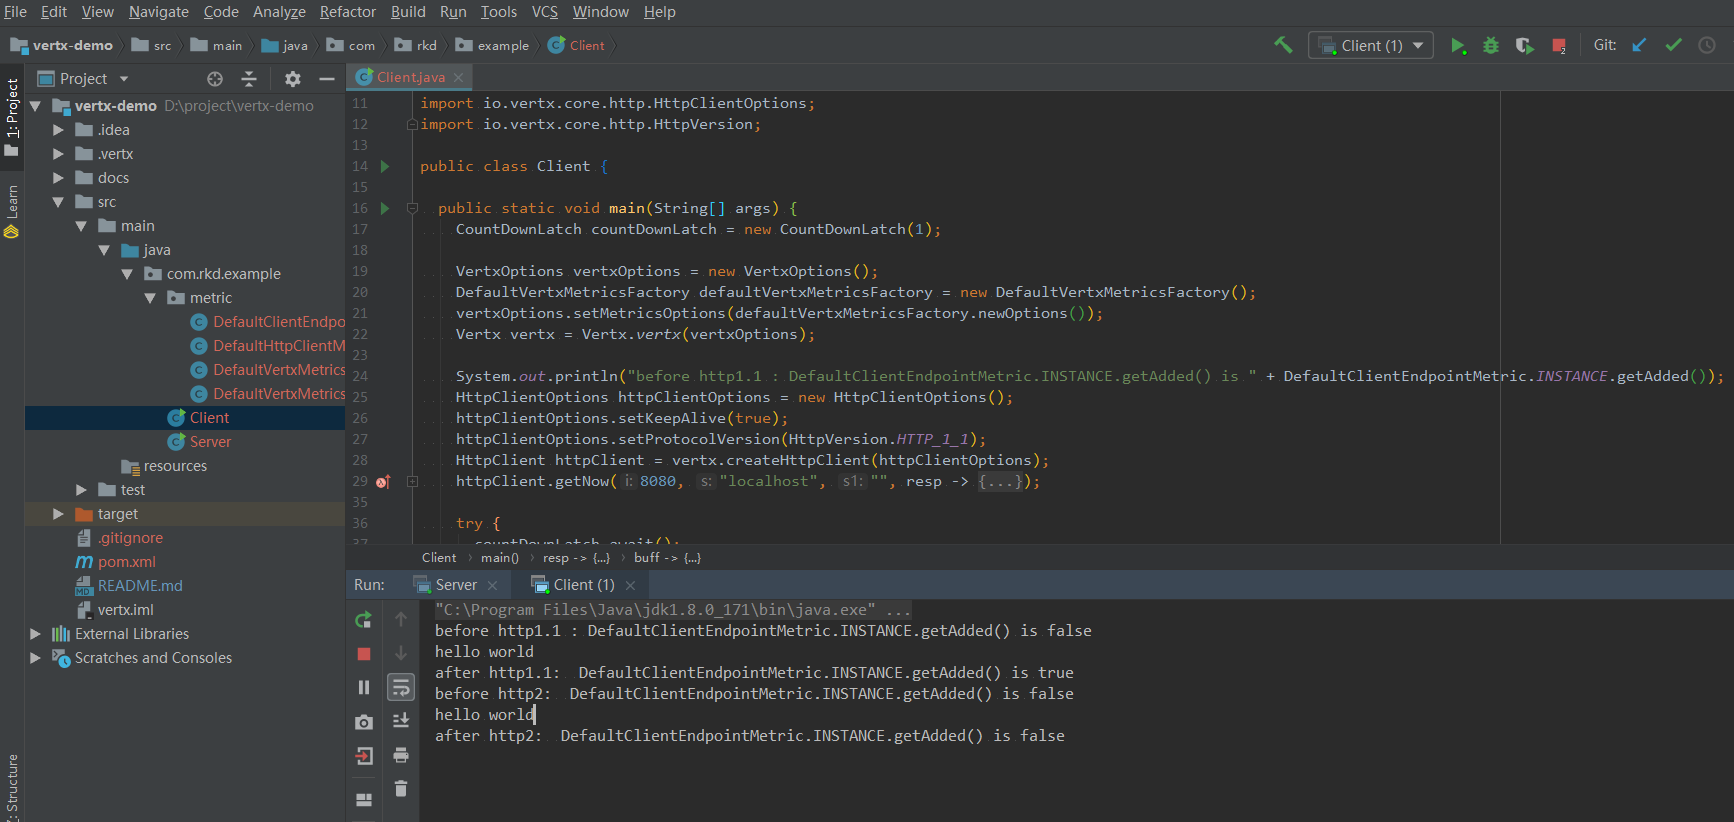 File Edit View Navigate Code Analyze Refactor Build Run Tools VCS Window Help
vertx-demo src main java com rkd example Client
Client (1) Git:
Project
Client.java
1: Project
Learn
Z: Structure
vertx-demo D:\project\vertx-demo
.idea
.vertx
docs
src
main
java
com.rkd.example
metric
DefaultClientEndpo
DefaultHttpClientM
DefaultVertxMetrics
DefaultVertxMetrics
Client
Server
resources
test
target
.gitignore
pom.xml
README.md
vertx.iml
External Libraries
Scratches and Consoles
11 import io.vertx.core.http.HttpClientOptions;
12 import io.vertx.core.http.HttpVersion;
13
14 public class Client {
15
16 public static void main(String[] args) {
17 CountDownLatch countDownLatch = new CountDownLatch(1);
18
19 VertxOptions vertxOptions = new VertxOptions();
20 DefaultVertxMetricsFactory defaultVertxMetricsFactory = new DefaultVertxMetricsFactory();
21 vertxOptions.setMetricsOptions(defaultVertxMetricsFactory.newOptions());
22 Vertx vertx = Vertx.vertx(vertxOptions);
23
24 System.out.println("before http1.1 : DefaultClientEndpointMetric.INSTANCE.getAdded() is " + DefaultClientEndpointMetric.INSTANCE.getAdded());
25 HttpClientOptions httpClientOptions = new HttpClientOptions();
26 httpClientOptions.setKeepAlive(true);
27 httpClientOptions.setProtocolVersion(HttpVersion.HTTP_1_1);
28 HttpClient httpClient = vertx.createHttpClient(httpClientOptions);
29 httpClient.getNow( i: 8080, s: "localhost", s1: "", resp -> {...});
35
36 try {
37 countDownLatch.await();
Client main() resp -> {...} buff -> {...}
Run: Server Client (1)
"C:\Program Files\Java\jdk1.8.0_171\bin\java.exe" ...
before http1.1 : DefaultClientEndpointMetric.INSTANCE.getAdded() is false
hello world
after http1.1: DefaultClientEndpointMetric.INSTANCE.getAdded() is true
before http2: DefaultClientEndpointMetric.INSTANCE.getAdded() is false
hello world
after http2: DefaultClientEndpointMetric.INSTANCE.getAdded() is false